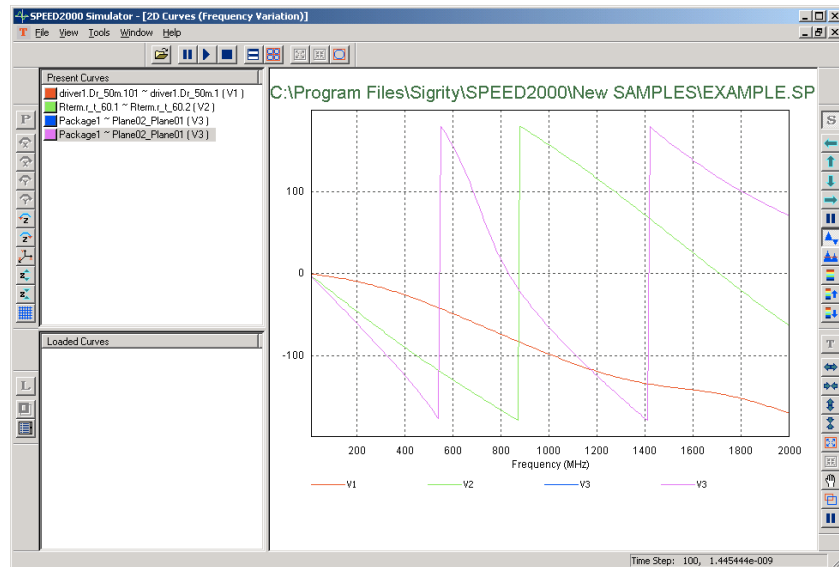 SPEED2000 Simulator - [2D Curves (Frequency Variation)]
File View Tools Window Help
Present Curves
driver1.Dr_50m.101 ~ driver1.Dr_50m.1 ( V1 )
Rterm.r_t_60.1 ~ Rterm.r_t_60.2 ( V2 )
Package1 ~ Plane02_Plane01 ( V3 )
Package1 ~ Plane02_Plane01 ( V3 )
Loaded Curves
C:\Program Files\Sigrity\SPEED2000\New SAMPLES\EXAMPLE.SP
100
0
-100
200 400 600 800 1000 1200 1400 1600 1800 2000
Frequency (MHz)
V1 V2 V3 V3
P
L
S
T
Time Step: 100, 1.445444e-009